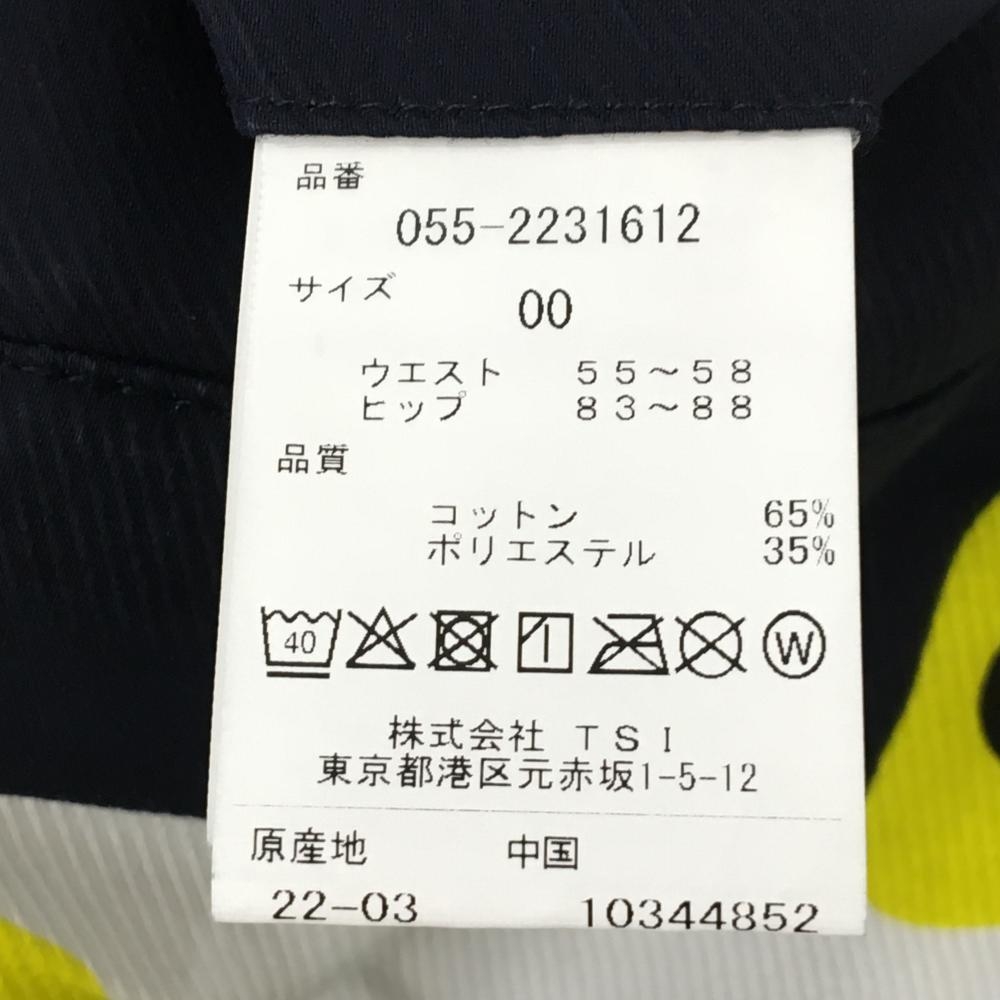 品番
055-2231612
サイズ
00
ウエスト 55～58
ヒップ 83～88
品質
コットン 65%
ポリエステル 35%
40 W
株式会社 TSI
東京都港区元赤坂1-5-12
原産地 中国
22-03 10344852